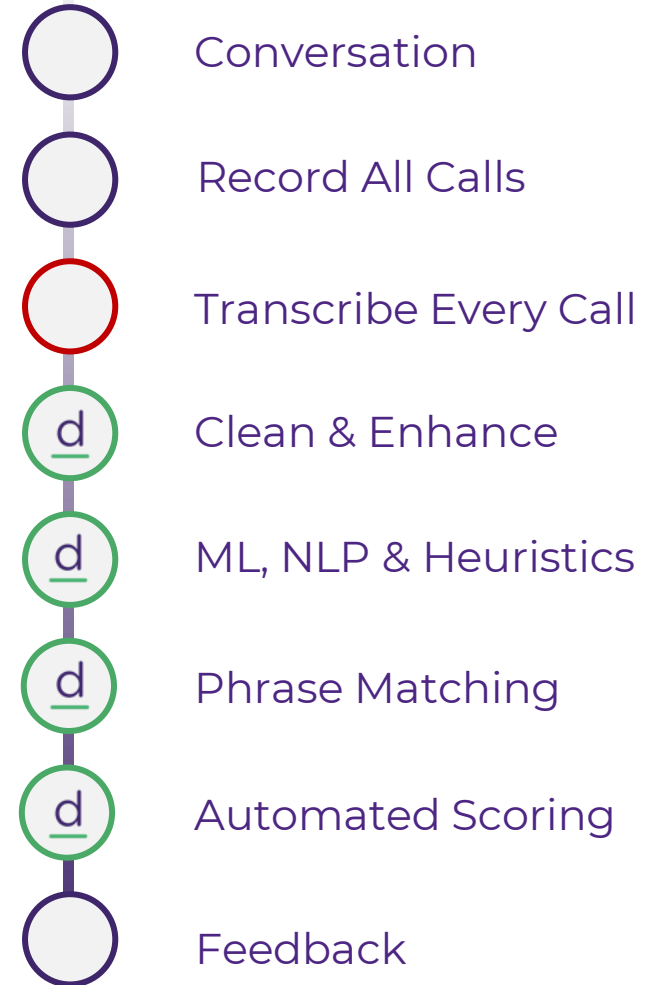 Conversation
Record All Calls
Transcribe Every Call
d Clean & Enhance
d ML, NLP & Heuristics
d Phrase Matching
d Automated Scoring
Feedback